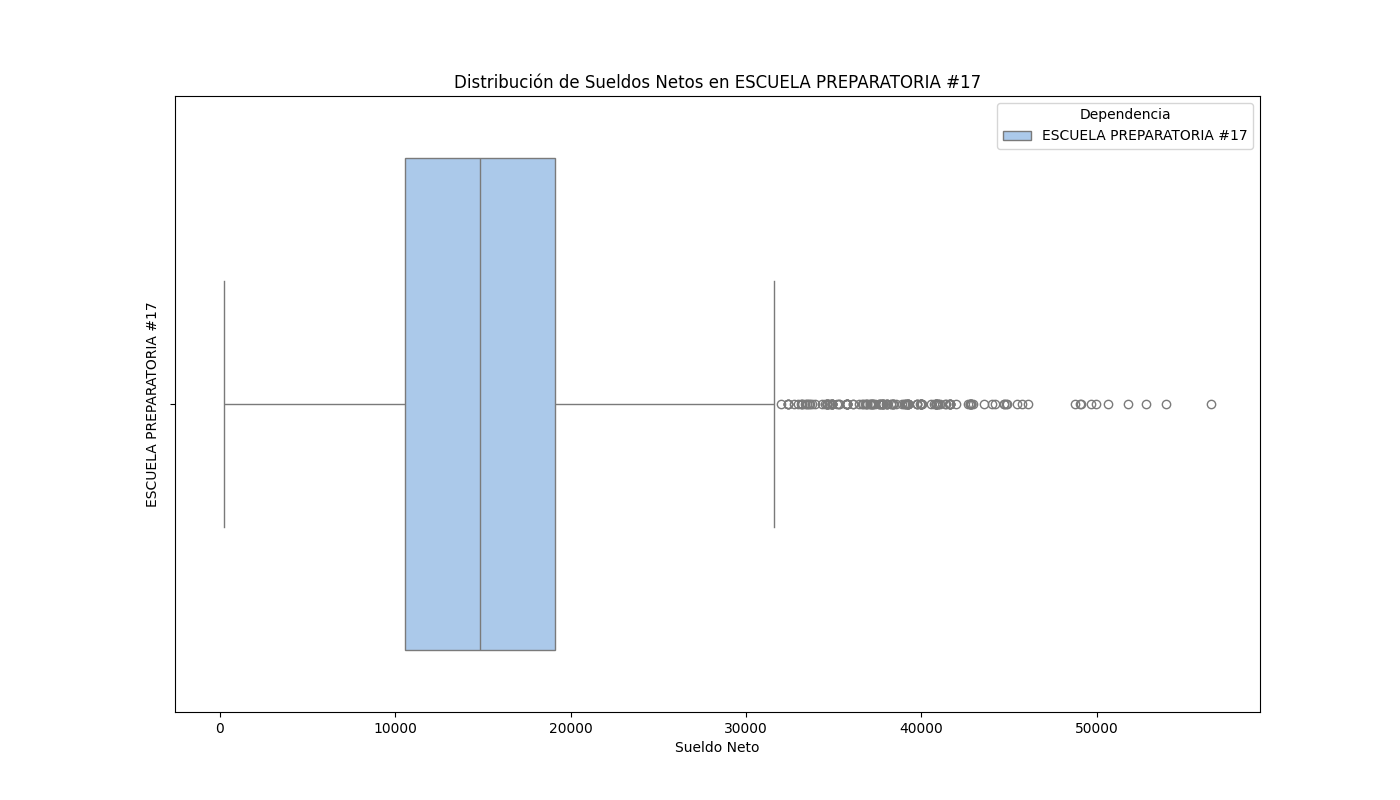 Distribución de Sueldos Netos en ESCUELA PREPARATORIA #17
Dependencia
ESCUELA PREPARATORIA #17
ESCUELA PREPARATORIA #17
0
10000
20000
30000
40000
50000
Sueldo Neto